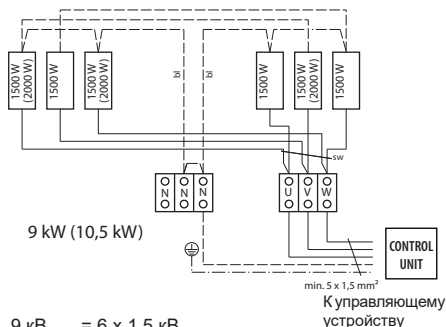 1500 W
(2000 W)
1500 W
1500 W
(2000 W)
bl
bl
1500 W
1500 W
(2000 W)
1500 W
sw
N
N
N
U
V
W
9 kW (10,5 kW)
CONTROL
UNIT
min. 5 x 1,5 mm²
К управляющему
устройству
9 кВ = 6 x 1,5 кВ